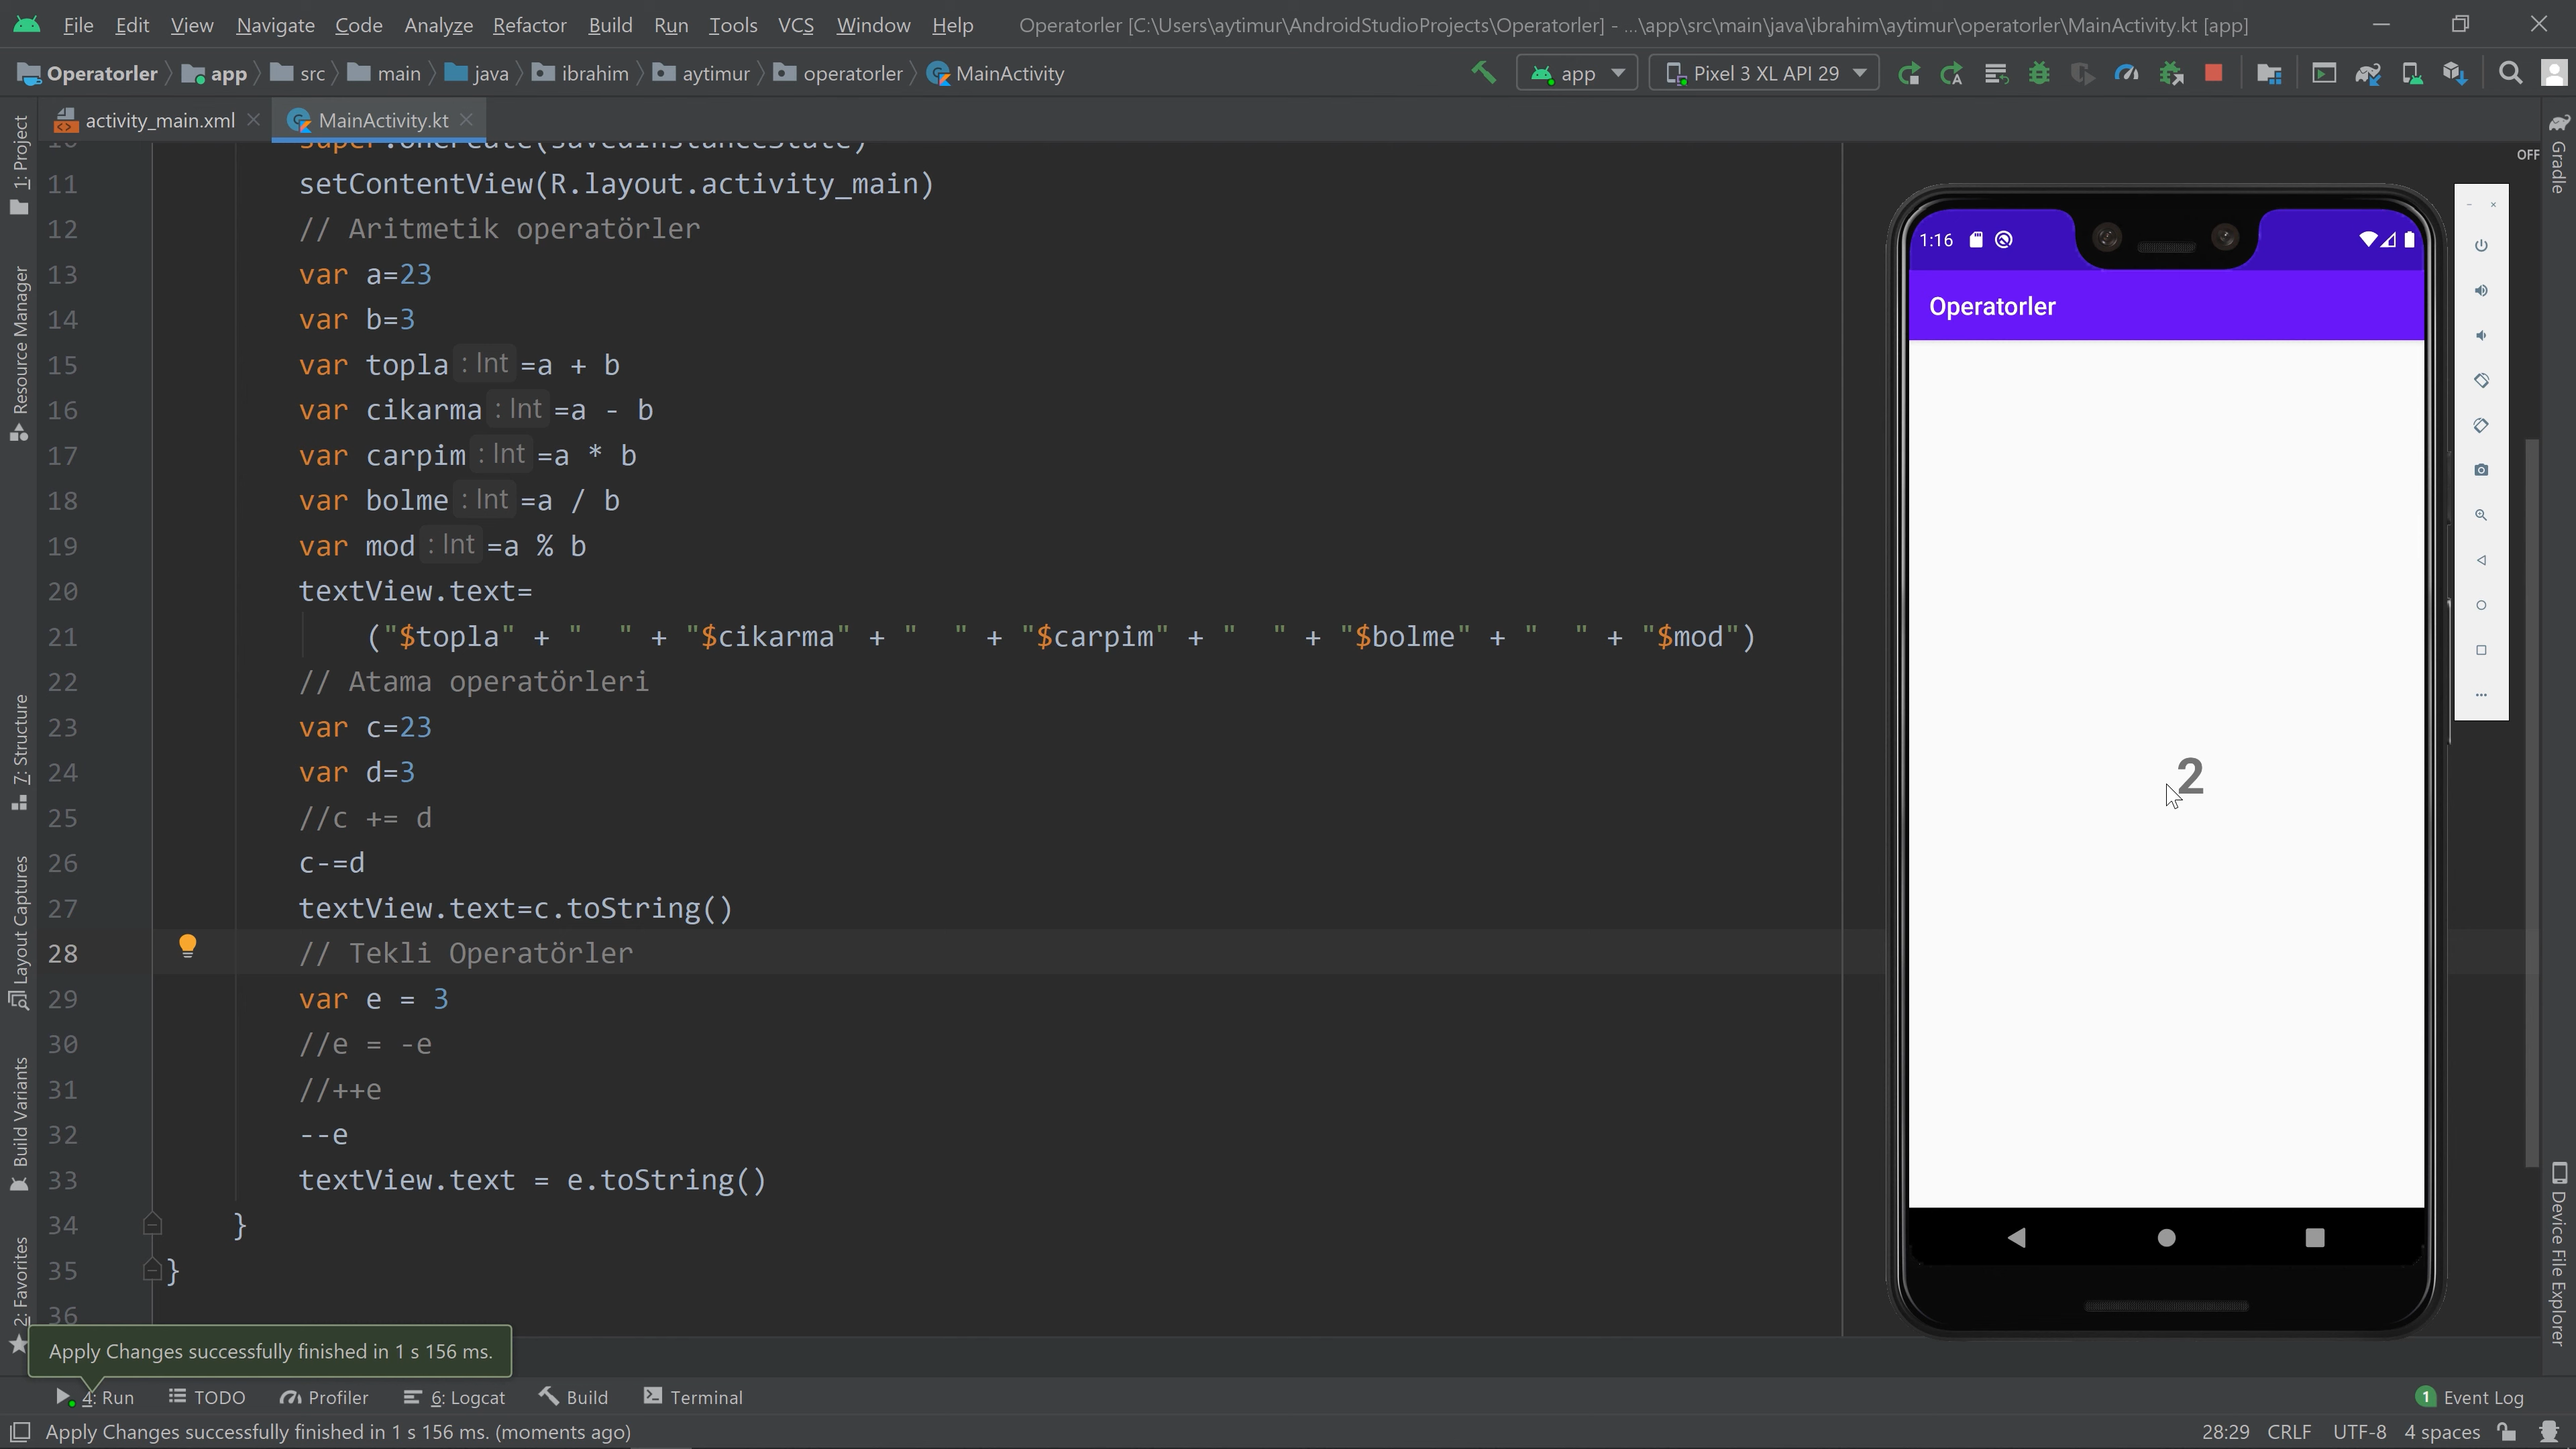 File Edit View Navigate Code Analyze Refactor Build Run Tools VCS Window Help Operatorler [C:\Users\aytimur\AndroidStudioProjects\Operatorler] - ...\app\src\main\java\ibrahim\aytimur\operatorler\MainActivity.kt [app]
Operatorler app src main java ibrahim aytimur operatorler MainActivity app Pixel 3 XL API 29
activity_main.xml MainActivity.kt
OFF
11 setContentView(R.layout.activity_main)
12 // Aritmetik operatörler
13 var a=23
14 var b=3
15 var topla : Int =a + b
16 var cikarma : Int =a - b
17 var carpim : Int =a * b
18 var bolme : Int =a / b
19 var mod : Int =a % b
20 textView.text=
21 ("$topla" + "  " + "$cikarma" + "  " + "$carpim" + "  " + "$bolme" + "  " + "$mod")
22 // Atama operatörleri
23 var c=23
24 var d=3
25 //c += d
26 c-=d
27 textView.text=c.toString()
28 // Tekli Operatörler
29 var e = 3
30 //e = -e
31 //++e
32 --e
33 textView.text = e.toString()
34 }
35 }
36
1: Project
Resource Manager
7: Structure
Layout Captures
Build Variants
2: Favorites
1:16
Operatorler
2
Gradle
Device File Explorer
Apply Changes successfully finished in 1 s 156 ms.
4: Run TODO Profiler 6: Logcat Build Terminal 1 Event Log
Apply Changes successfully finished in 1 s 156 ms. (moments ago) 28:29 CRLF UTF-8 4 spaces